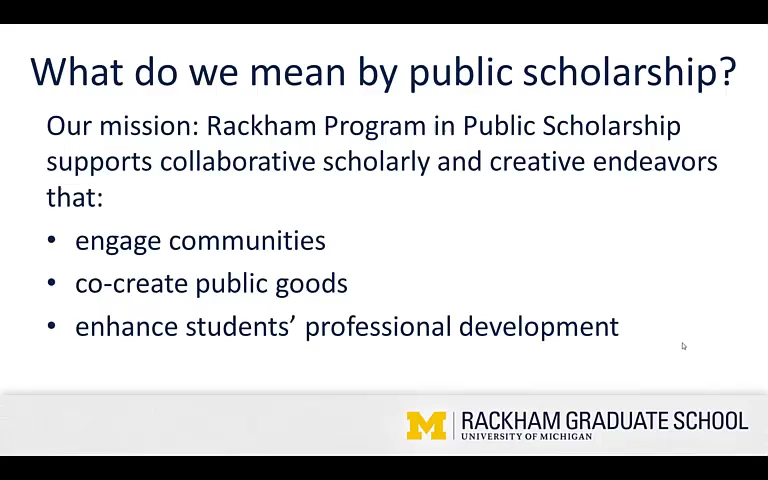 What do we mean by public scholarship?
Our mission: Rackham Program in Public Scholarship
supports collaborative scholarly and creative endeavors
that:
• engage communities
• co-create public goods
• enhance students’ professional development
M RACKHAM GRADUATE SCHOOL
UNIVERSITY OF MICHIGAN